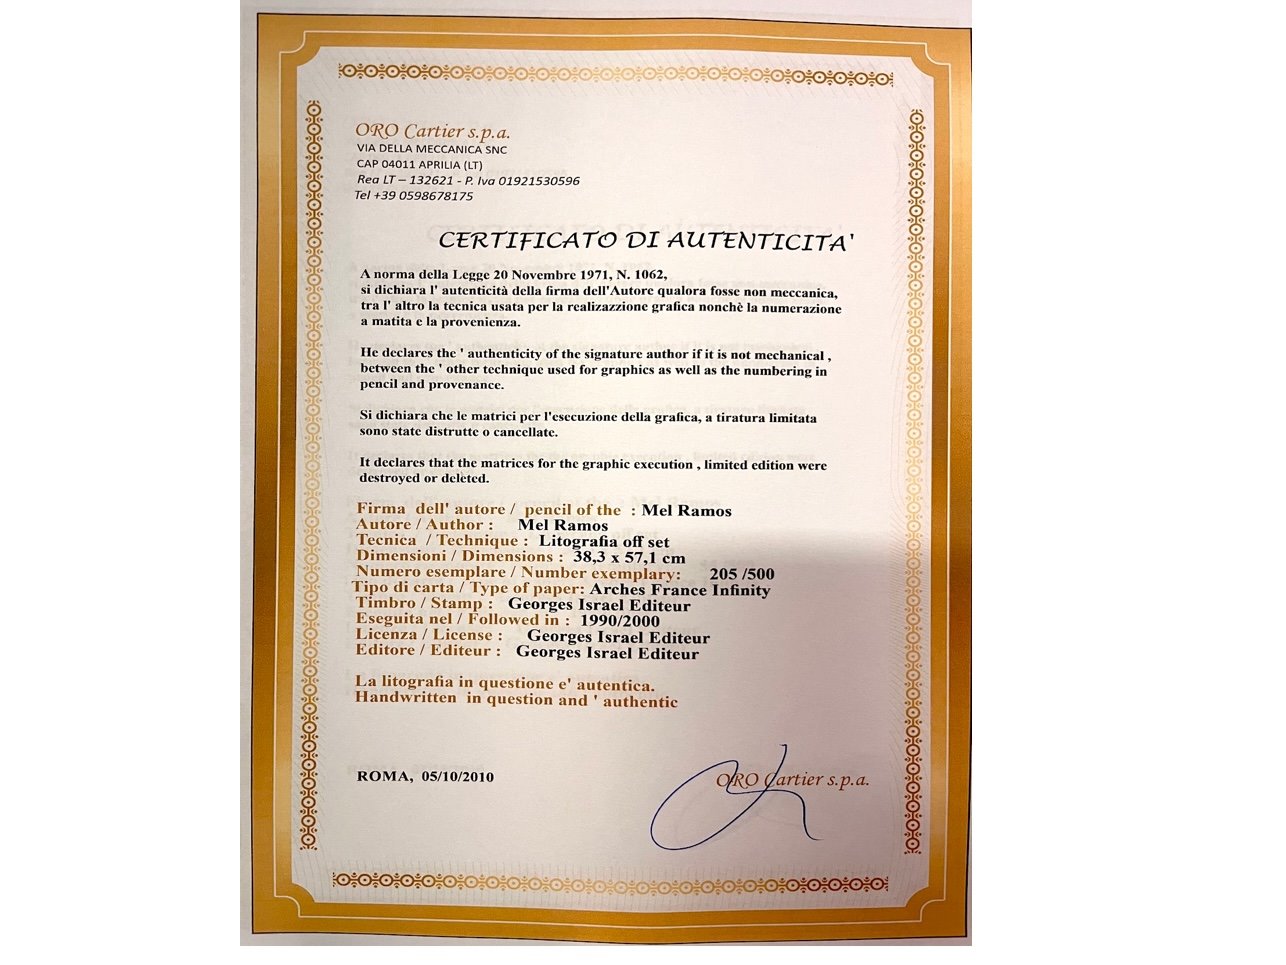 ORO Cartier s.p.a.
VIA DELLA MECCANICA SNC
CAP 04011 APRILIA (LT)
Rea LT – 132621 - P. Iva 01921530596
Tel +39 0598678175
CERTIFICATO DI AUTENTICITA'
A norma della Legge 20 Novembre 1971, N. 1062,
si dichiara l' autenticità della firma dell'Autore qualora fosse non meccanica,
tra l' altro la tecnica usata per la realizazzione grafica nonchè la numerazione
a matita e la provenienza.
He declares the ' authenticity of the signature author if it is not mechanical ,
between the ' other technique used for graphics as well as the numbering in
pencil and provenance.
Si dichiara che le matrici per l'esecuzione della grafica, a tiratura limitata
sono state distrutte o cancellate.
It declares that the matrices for the graphic execution , limited edition were
destroyed or deleted.
Firma dell' autore / pencil of the : Mel Ramos
Autore / Author : Mel Ramos
Tecnica / Technique : Litografia off set
Dimensioni / Dimensions : 38,3 x 57,1 cm
Numero esemplare / Number exemplary: 205 /500
Tipo di carta / Type of paper: Arches France Infinity
Timbro / Stamp : Georges Israel Editeur
Eseguita nel / Followed in : 1990/2000
Licenza / License : Georges Israel Editeur
Editore / Editeur : Georges Israel Editeur
La litografia in questione e' autentica.
Handwritten in question and ' authentic
ROMA, 05/10/2010
ORO Cartier s.p.a.